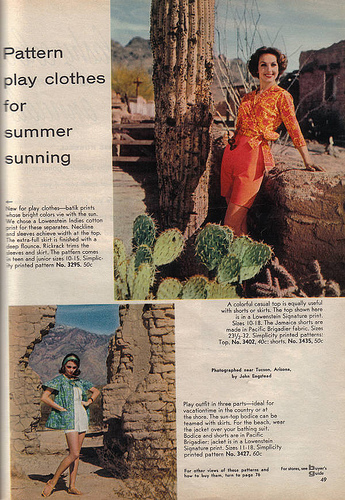 Pattern
play clothes
for
summer
sunning
New for play clothes—batik prints
whose bright colors vie with the sun.
We chose a Lowenstein Indies cotton
print for these separates. Neckline
and sleeves achieve width at the top.
The extra-full skirt is finished with a
deep flounce. Rickrack trims the
sleeves and skirt. The pattern comes
in teen and junior sizes 10-15. Simplic-
ity printed pattern No. 3295. 50c
A colorful casual top is equally useful
with shorts or skirts. The top shown here
is in a Lowenstein Signature print.
Sizes 10-18. The Jamaica shorts are
made in Pacific Brigadier fabric. Sizes
23½-32. Simplicity printed patterns:
Top, No. 3402, 40c; shorts, No. 3435, 50c
Photographed near Tucson, Arizona,
by John Engstead
Play outfit in three parts—ideal for
vacationtime in the country or at
the shore. The sun-top bodice can be
teamed with skirts. For the beach, wear
the jacket over your bathing suit.
Bodice and shorts are in Pacific
Brigadier; jacket is in a Lowenstein
Signature print. Sizes 11-18. Simplicity
printed pattern No. 3427, 60c
For other views of these patterns and
how to buy them, turn to page 76
For stores, see buyer's
guide
49